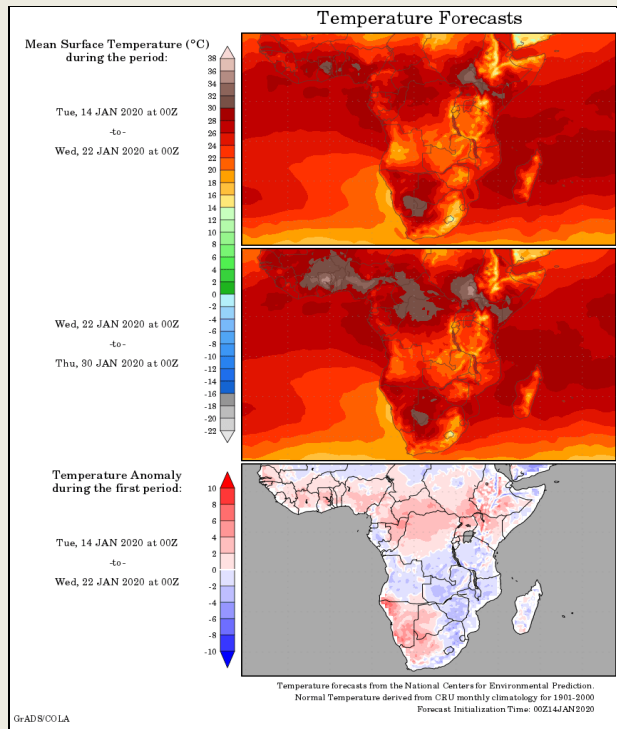 Temperature Forecasts
Mean Surface Temperature (°C)
during the period:
Tue, 14 JAN 2020 at 00Z
-to-
Wed, 22 JAN 2020 at 00Z
38
36
34
32
30
28
26
24
22
20
18
16
14
12
10
8
6
4
2
0
-2
-4
-6
-8
-10
-12
-14
-16
-18
-20
-22
Wed, 22 JAN 2020 at 00Z
-to-
Thu, 30 JAN 2020 at 00Z
Temperature Anomaly
during the first period:
Tue, 14 JAN 2020 at 00Z
-to-
Wed, 22 JAN 2020 at 00Z
10
8
6
4
2
0
-2
-4
-6
-8
-10
Temperature forecasts from the National Centers for Environmental Prediction.
Normal Temperature derived from CRU monthly climatology for 1901-2000
Forecast Initialization Time: 00Z14JAN2020
GrADS/COLA